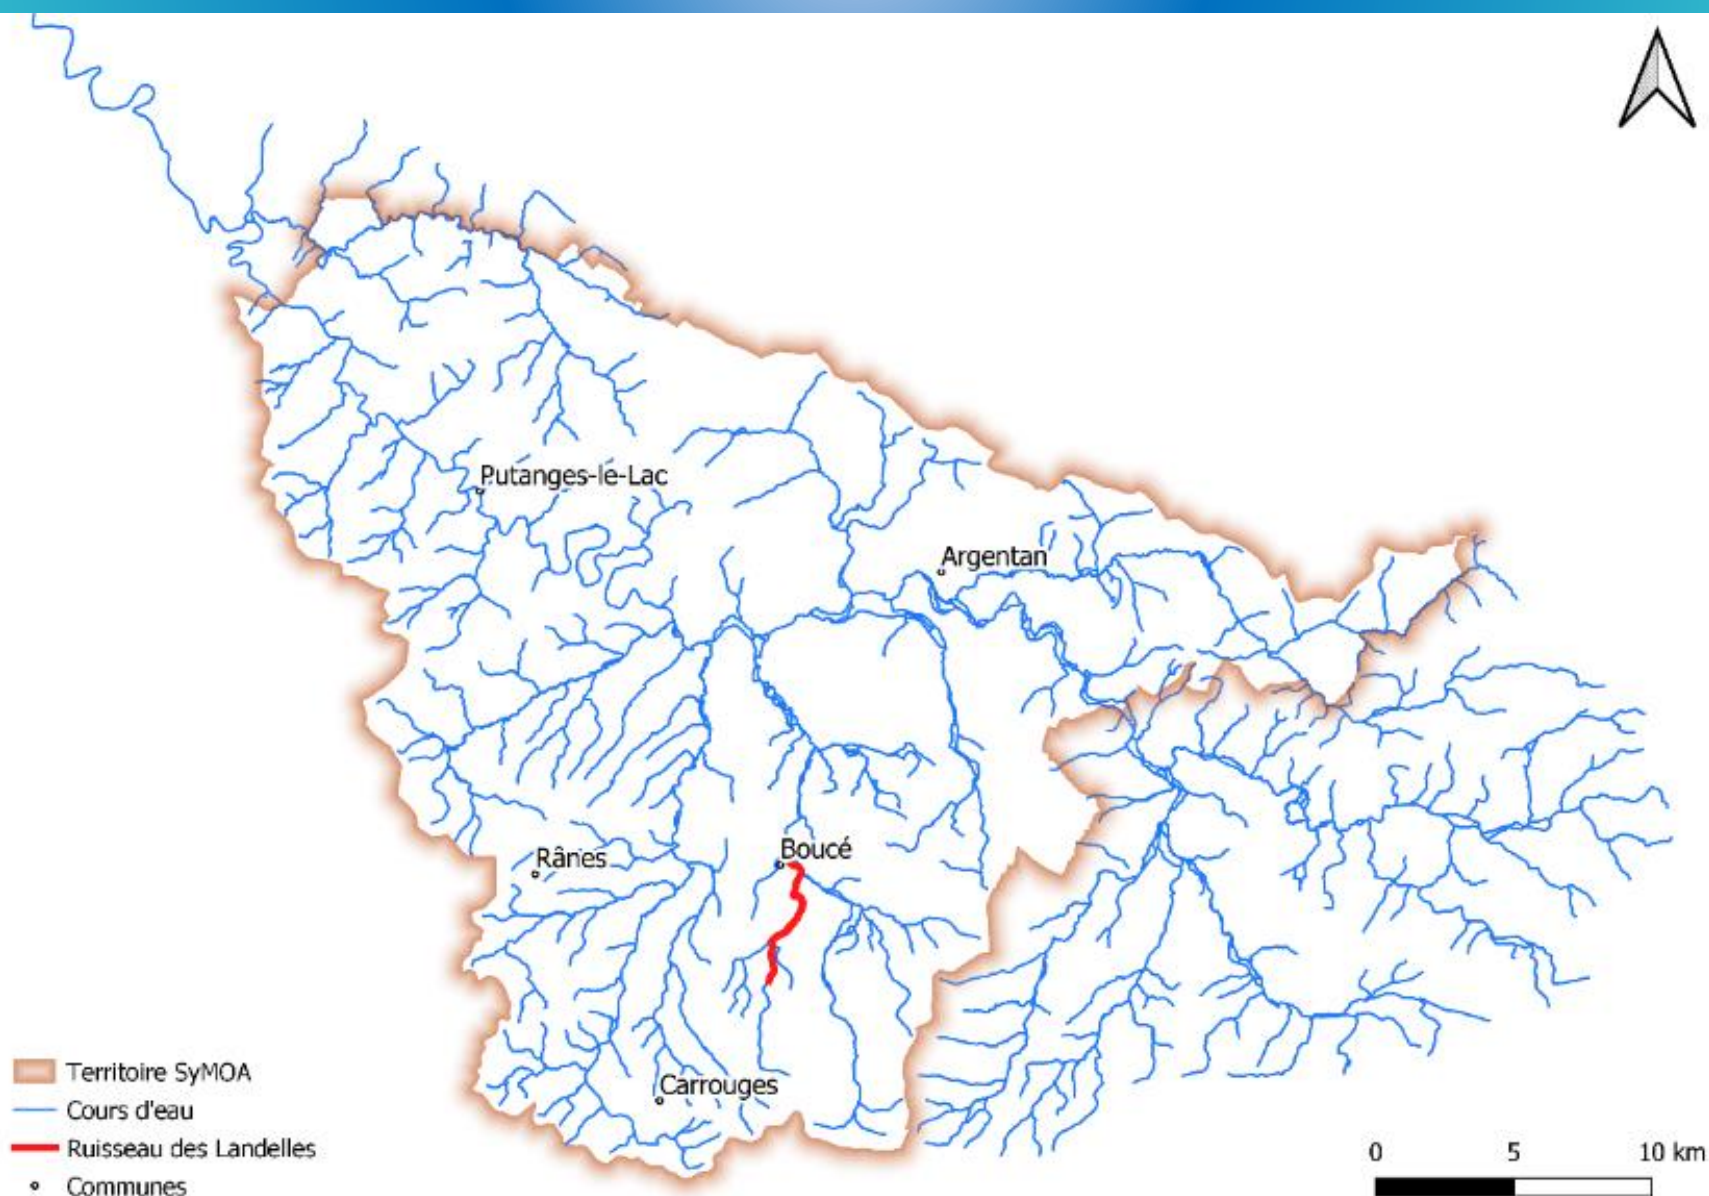 Putanges-le-Lac
Argentan
Boucé
Rânes
Carrouges
Territoire SyMOA
Cours d'eau
Ruisseau des Landelles
Communes
0 5 10 km